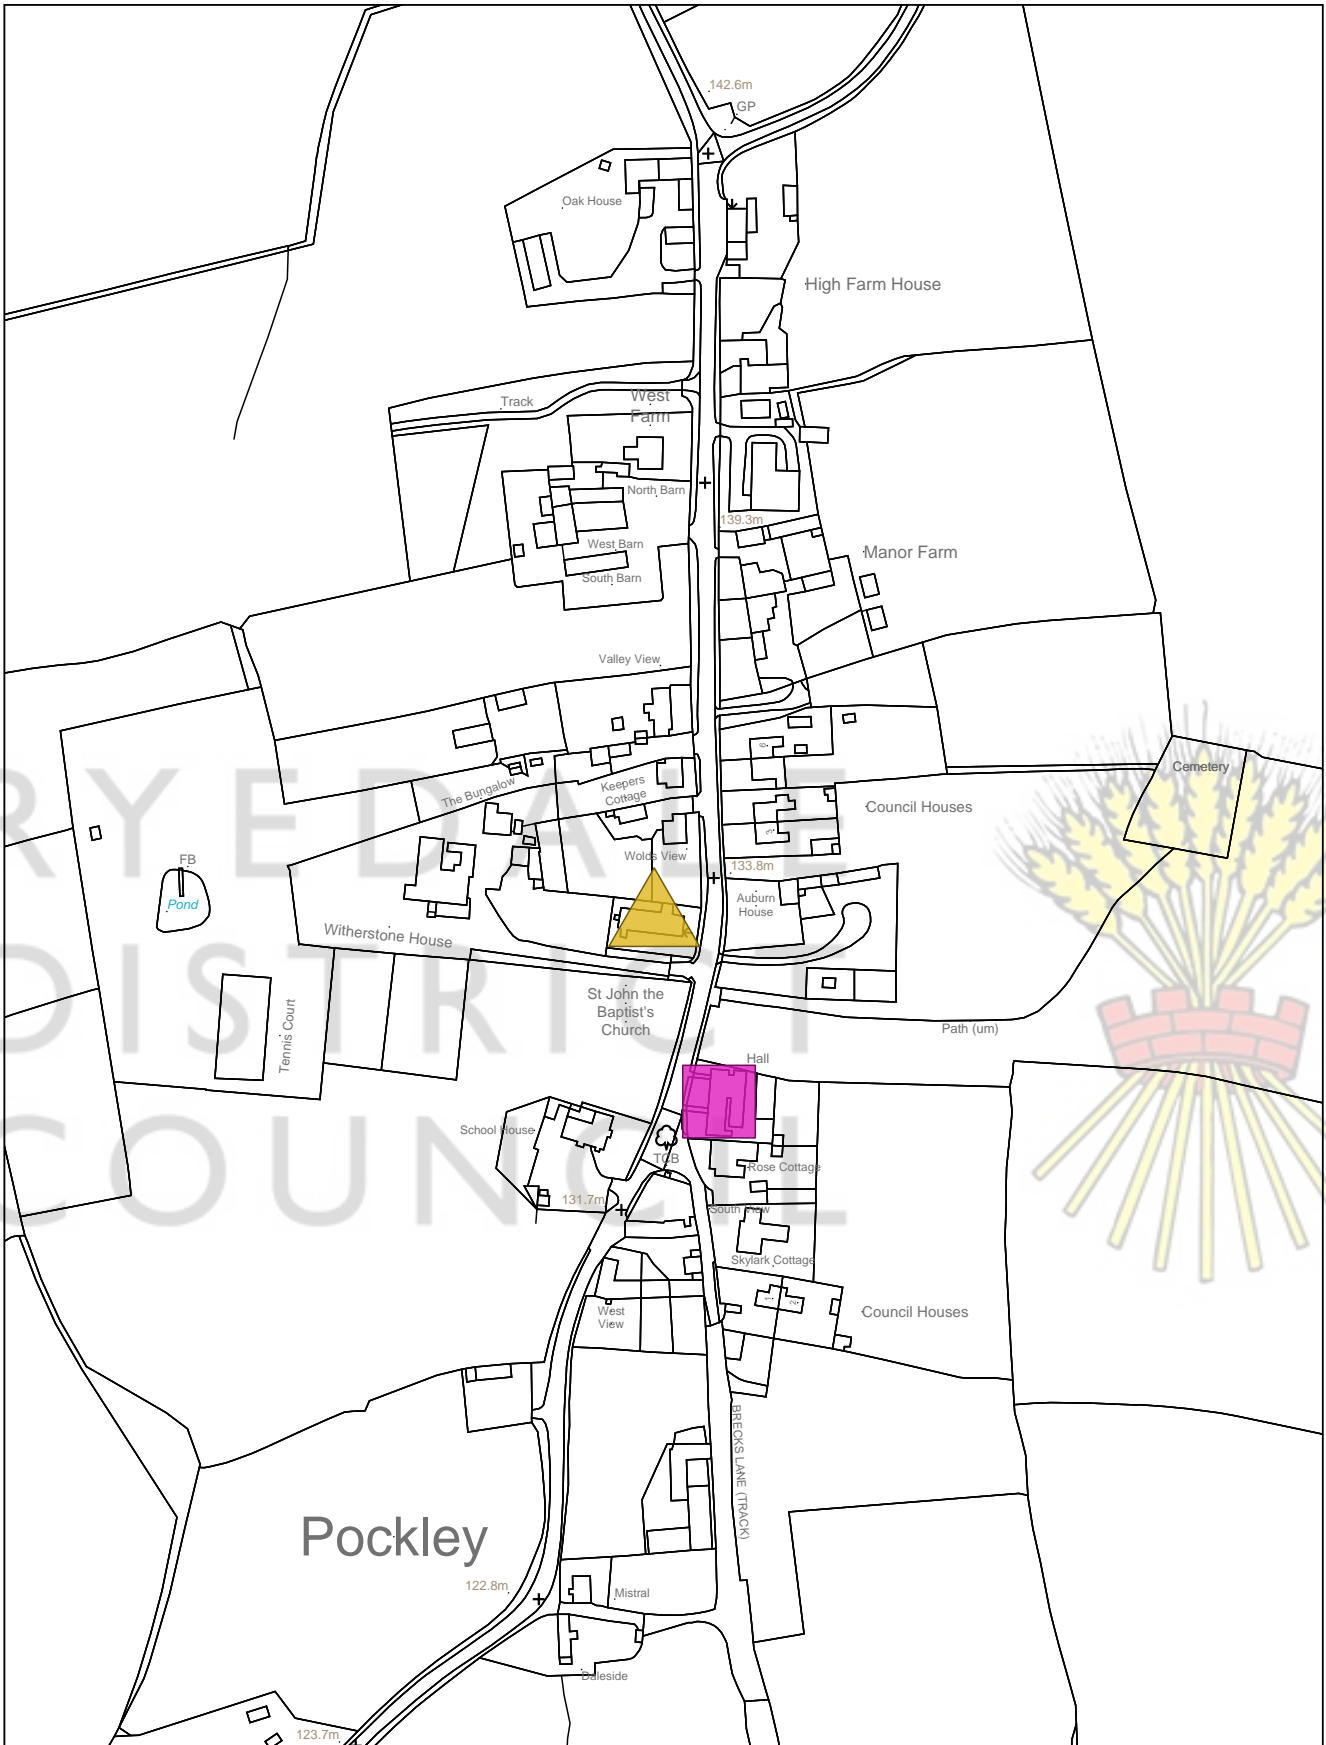 142.6m
GP
Oak House
High Farm House
Track
West
Farm
North Barn
139.3m
West Barn
Manor Farm
South Barn
Valley View
6
Cemetery
The Bungalow
Keepers
Cottage
Council Houses
3
RYEDALE
Wolds View
133.8m
FB
Pond
Auburn
House
Witherstone House
DISTRICT
St John the
Baptist's
Church
Tennis Court
Path (um)
Hall
COUNCIL
School House
TCB
Rose Cottage
131.7m
South View
Skylark Cottage
1
2
West
View
Council Houses
BRECKS LANE (TRACK)
Pockley
122.8m
Mistral
Daleside
123.7m